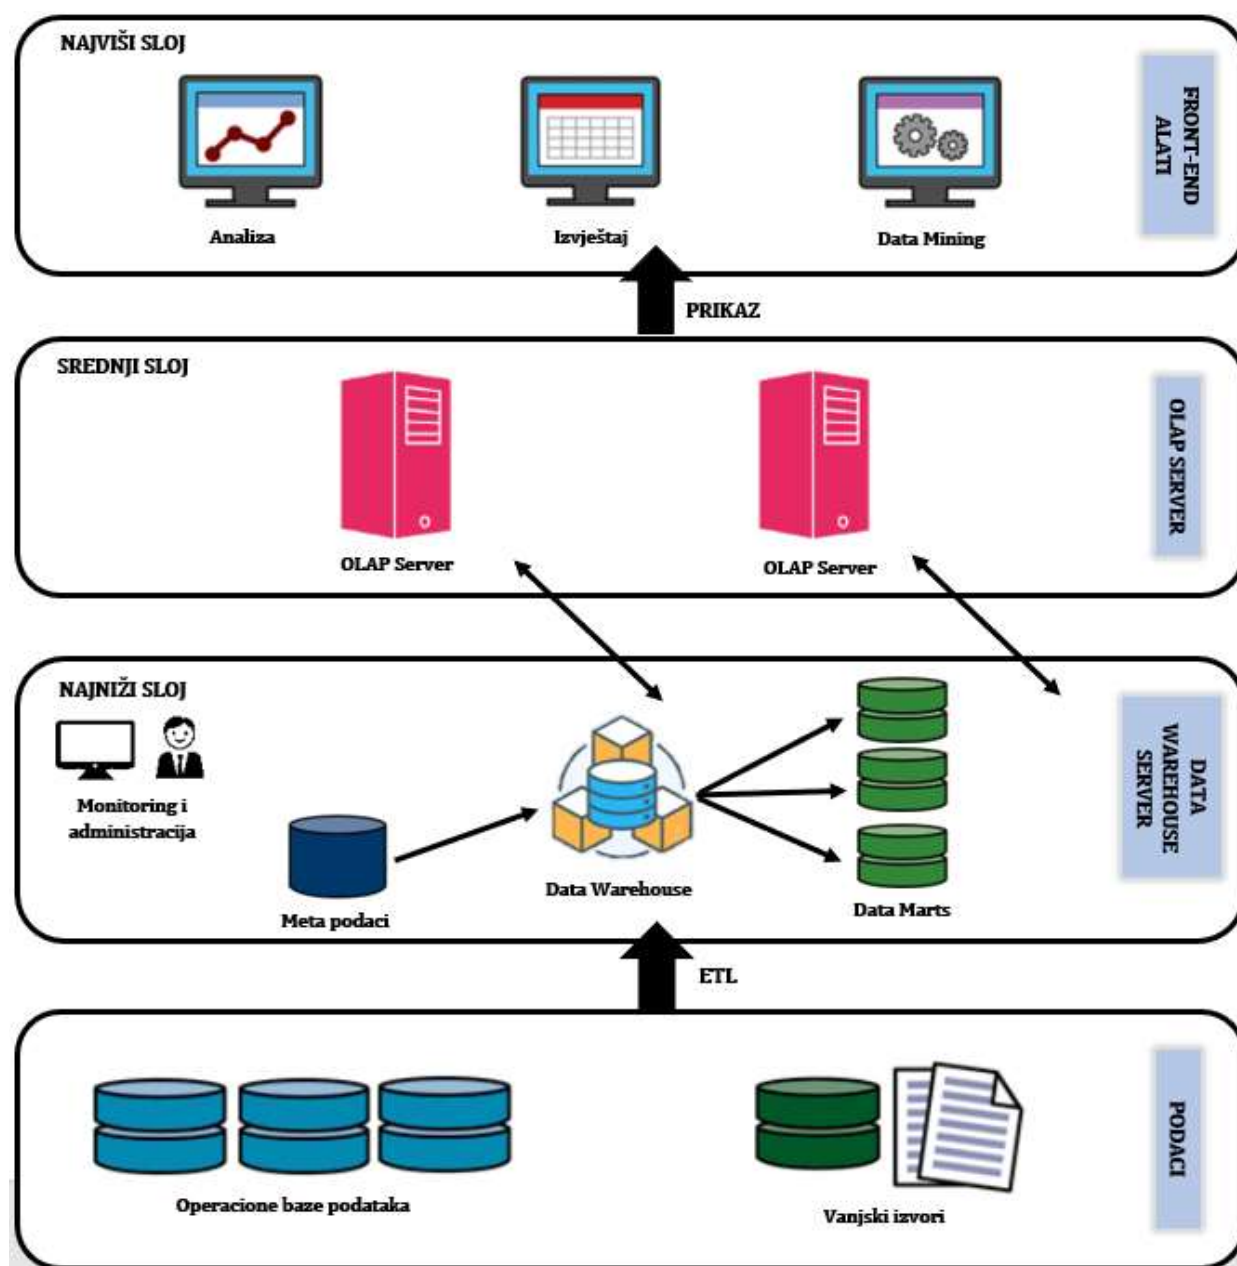 NAJVIŠI SLOJ
Analiza
Izvještaj
Data Mining
FRONT-END
ALATI
PRIKAZ
SREDNJI SLOJ
OLAP Server
OLAP Server
OLAP SERVER
NAJNIŽI SLOJ
Monitoring i
administracija
Meta podaci
Data Warehouse
Data Marts
DATA
WAREHOUSE
SERVER
ETL
Operacione baze podataka
Vanjski izvori
PODACI